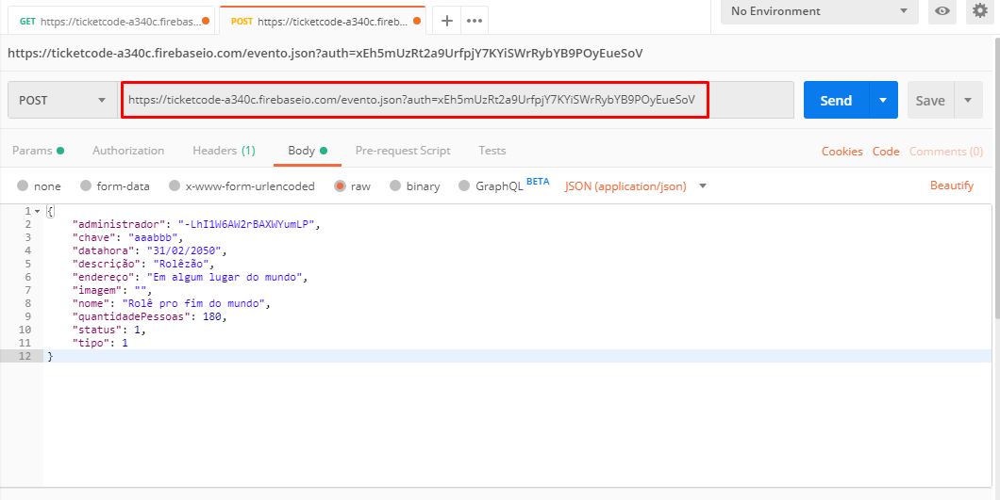 GET https://ticketcode-a340c.firebas
POST https://ticketcode-a340c.fireb...
No Environment
https://ticketcode-a340c.firebaseio.com/evento.json?auth=xEh5mUzRt2a9UrfpjY7KYiSWrRybYB9POyEueSoV
POST https://ticketcode-a340c.firebaseio.com/evento.json?auth=xEh5mUzRt2a9UrfpjY7KYiSWrRybYB9POyEueSoV Send Save
Params Authorization Headers (1) Body Pre-request Script Tests Cookies Code Comments (0)
none form-data x-www-form-urlencoded raw binary GraphQL BETA JSON (application/json) Beautify
1 {
2 "administrador": "-LhI1W6AW2rBAXWYumLP",
3 "chave": "aaabbb",
4 "datahora": "31/02/2050",
5 "descrição": "Rolêzão",
6 "endereço": "Em algum lugar do mundo",
7 "imagem": "",
8 "nome": "Rolê pro fim do mundo",
9 "quantidadePessoas": 180,
10 "status": 1,
11 "tipo": 1
12 }